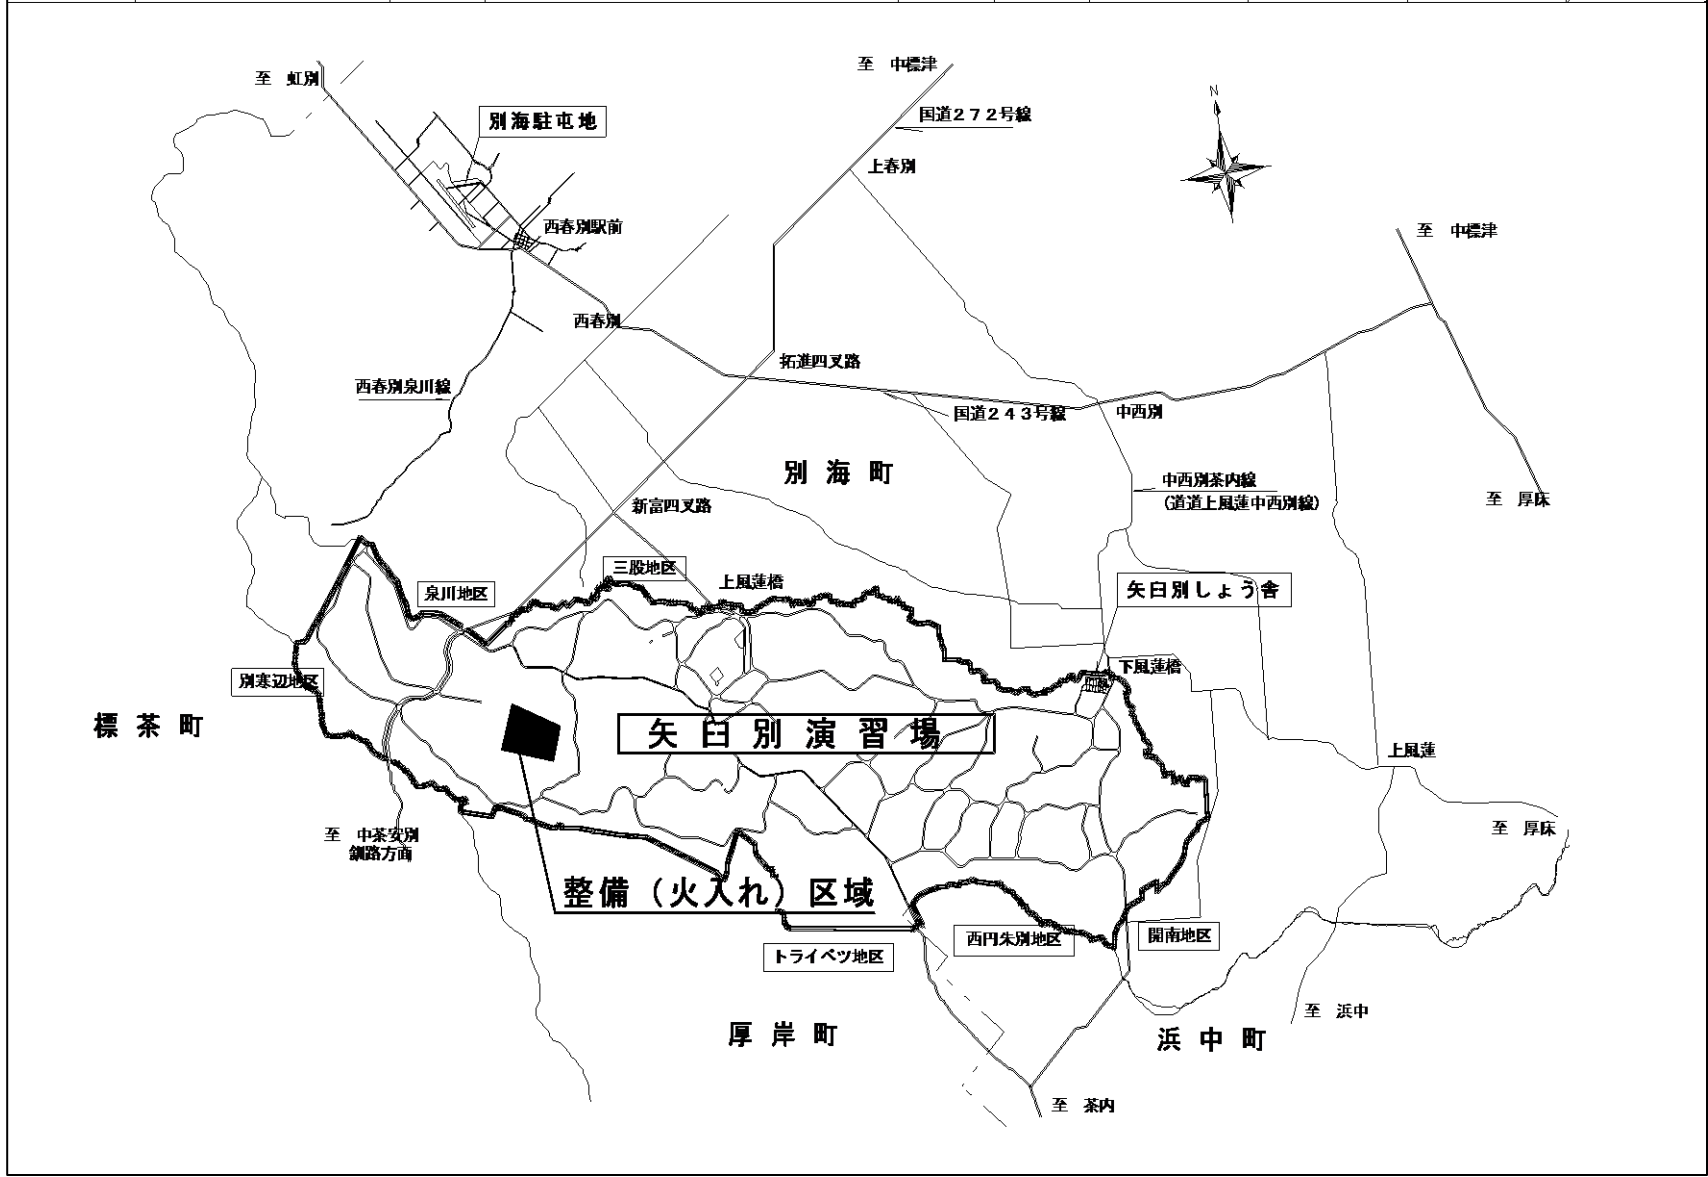 至　虹別
至　中標津
N
国道２７２号線
別海駐屯地
上春別
西春別駅前
至　中標津
西春別
拓進四叉路
西春別泉川線
国道２４３号線
中西別
別海町
中西別茶内線
(道道上風蓮中西別線)
至　厚床
新富四叉路
三股地区
上風蓮橋
泉川地区
矢臼別しょう舎
下風蓮橋
別寒辺地区
標茶町
矢臼別演習場
上風蓮
至　中茶安別
釧路方面
至　厚床
整備（火入れ）区域
西円朱別地区
開南地区
トライベツ地区
至　浜中
厚岸町
浜中町
至　茶内